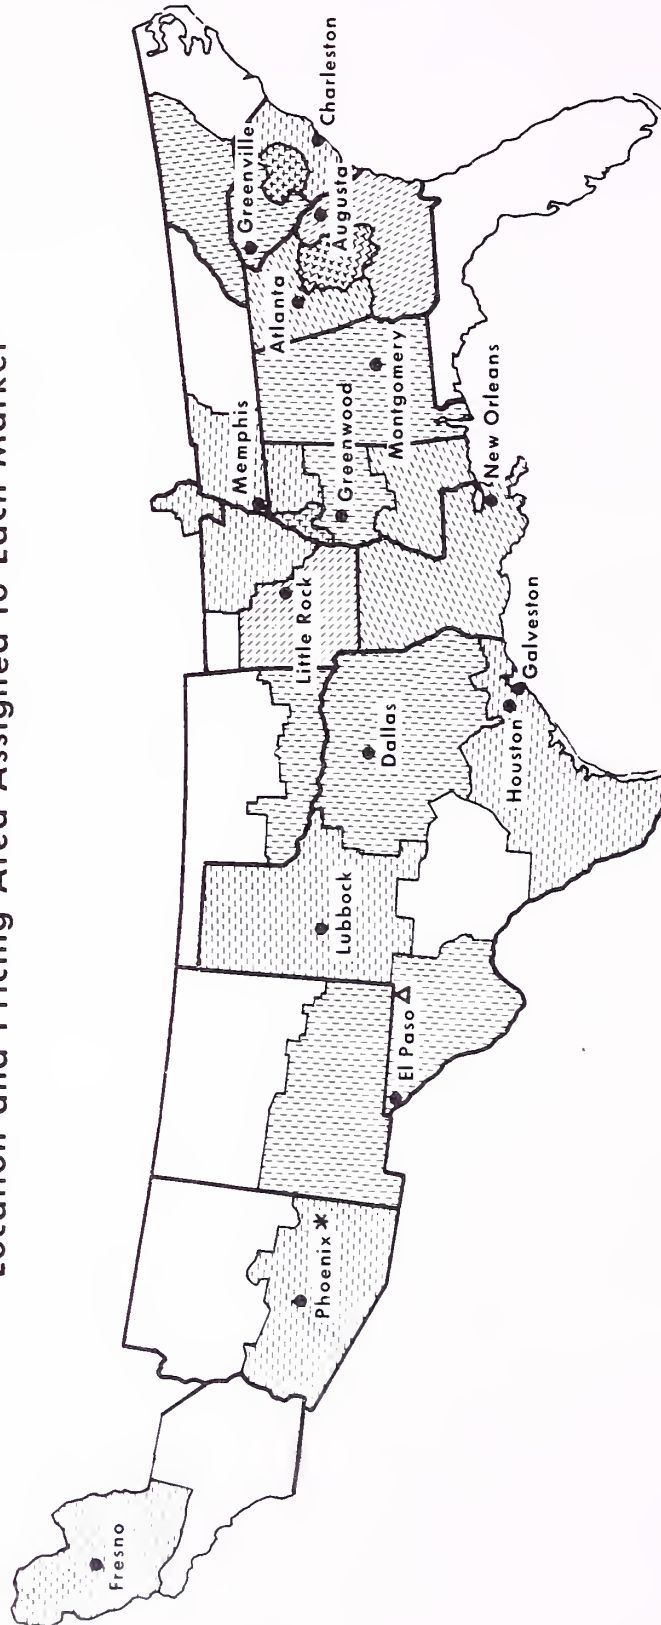 Location and Pricing Area Assigned to Each Market
Fresno
Phoenix *
El Paso △
Lubbock
Dallas
Houston
Galveston
Little Rock
Memphis
Greenwood
New Orleans
Montgomery
Atlanta
Greenville
Augusta
Charleston